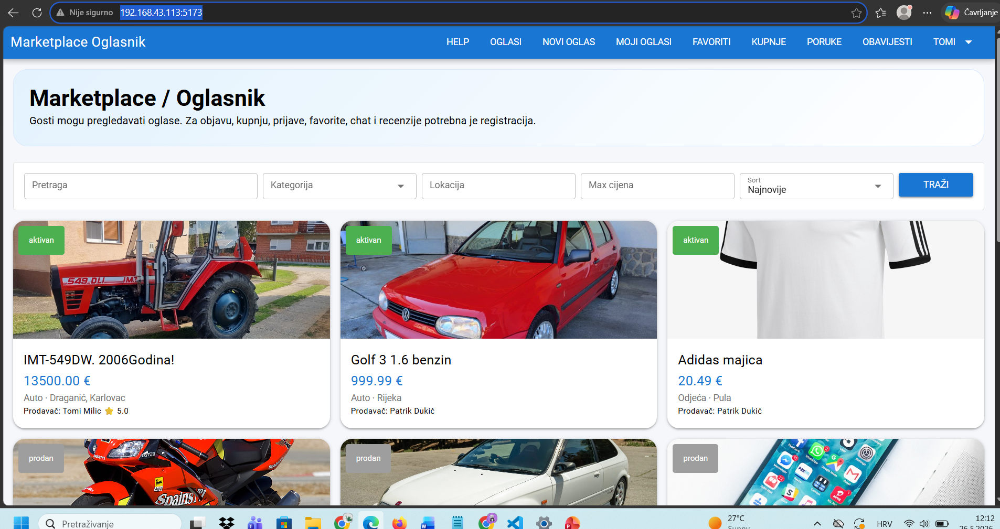 Nije sigurno 192.168.43.113:5173 Čavrljanje
Marketplace Oglasnik HELP OGLASI NOVI OGLAS MOJI OGLASI FAVORITI KUPNJE PORUKE OBAVIJESTI TOMI
Marketplace / Oglasnik
Gosti mogu pregledavati oglase. Za objavu, kupnju, prijave, favorite, chat i recenzije potrebna je registracija.
Sort
Pretraga Kategorija Lokacija Max cijena Najnovije TRAŽI
aktivan aktivan aktivan
549 DLI IMT
IMT-549DW. 2006Godina! Golf 3 1.6 benzin Adidas majica
13500.00 € 999.99 € 20.49 €
Auto · Draganić, Karlovac Auto · Rijeka Odjeća · Pula
Prodavač: Tomi Milic ⭐ 5.0 Prodavač: Patrik Dukić Prodavač: Patrik Dukić
prodan prodan prodan
Pretraživanje
27°C
Sunny
HRV
12:12
26.5.2026